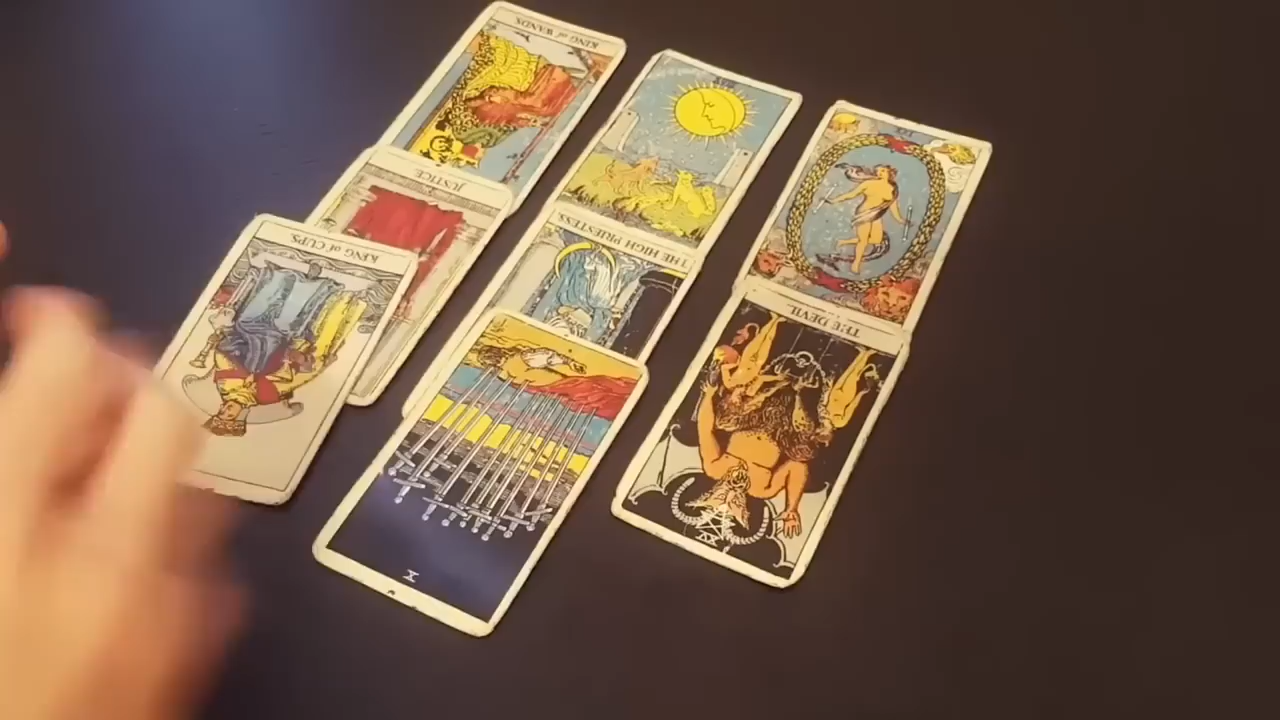 KING of WANDS.
JUSTICE.
KING of CUPS.
THE HIGH PRIESTESS.
X
THE DEVIL.